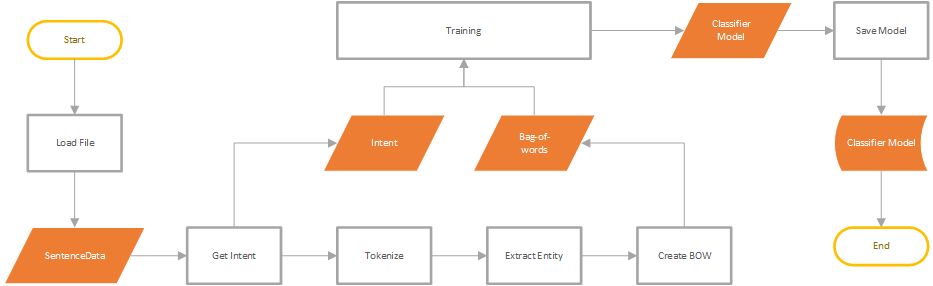 Start
Load File
SentenceData
Get Intent
Tokenize
Extract Entity
Create BOW
Intent
Bag-of-
words
Training
Classifier
Model
Save Model
Classifier Model
End